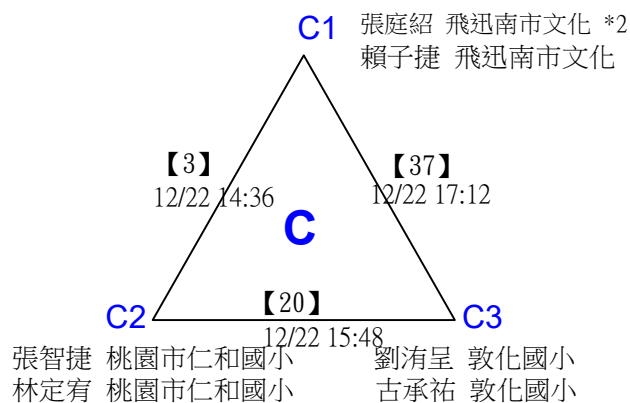 C1 張庭紹 飛迅南市文化 *2
賴子捷 飛迅南市文化
【3】 【37】
12/22 14:36 12/22 17:12
C
【20】
C2 C3
12/22 15:48
張智捷 桃園市仁和國小 劉洧呈 敦化國小
林定宥 桃園市仁和國小 古承祐 敦化國小